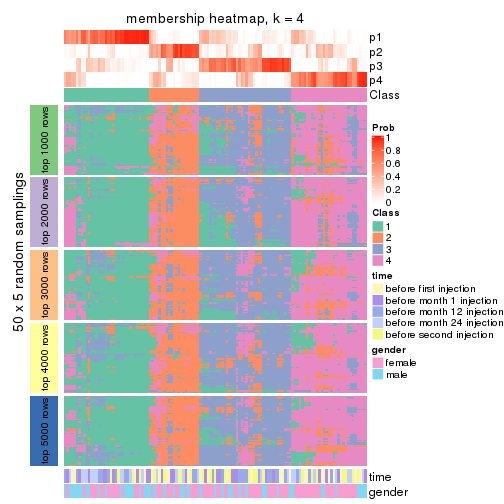 membership heatmap, k = 4
p1
p2
p3
p4
Class
50 x 5 random samplings
top 1000 rows
top 2000 rows
top 3000 rows
top 4000 rows
top 5000 rows
time
gender
Prob
1
0.8
0.6
0.4
0.2
0
Class
1
2
3
4
time
before first injection
before month 1 injection
before month 12 injection
before month 24 injection
before second injection
gender
female
male